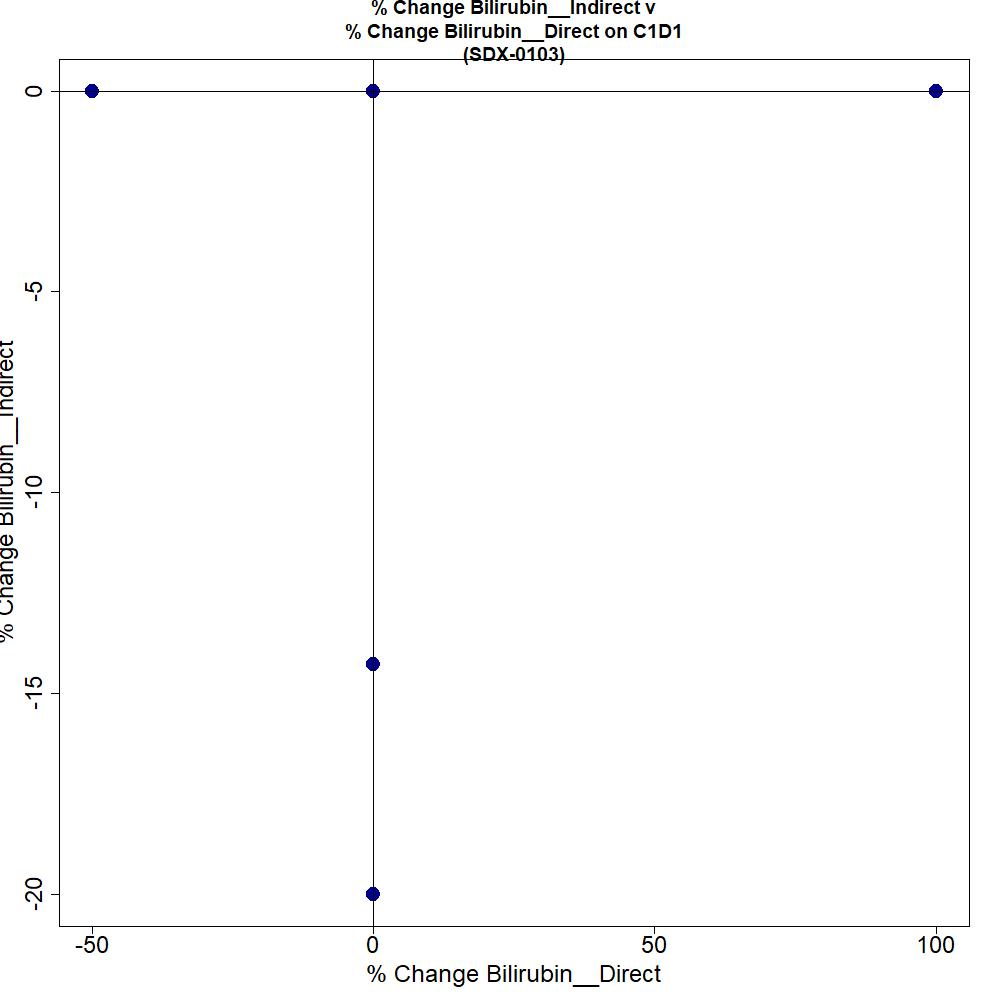 % Change Bilirubin__Indirect v
% Change Bilirubin__Direct on C1D1
(SDX-0103)
% Change Bilirubin__Indirect
0
-5
-10
-15
-20
-50
0
50
100
% Change Bilirubin__Direct